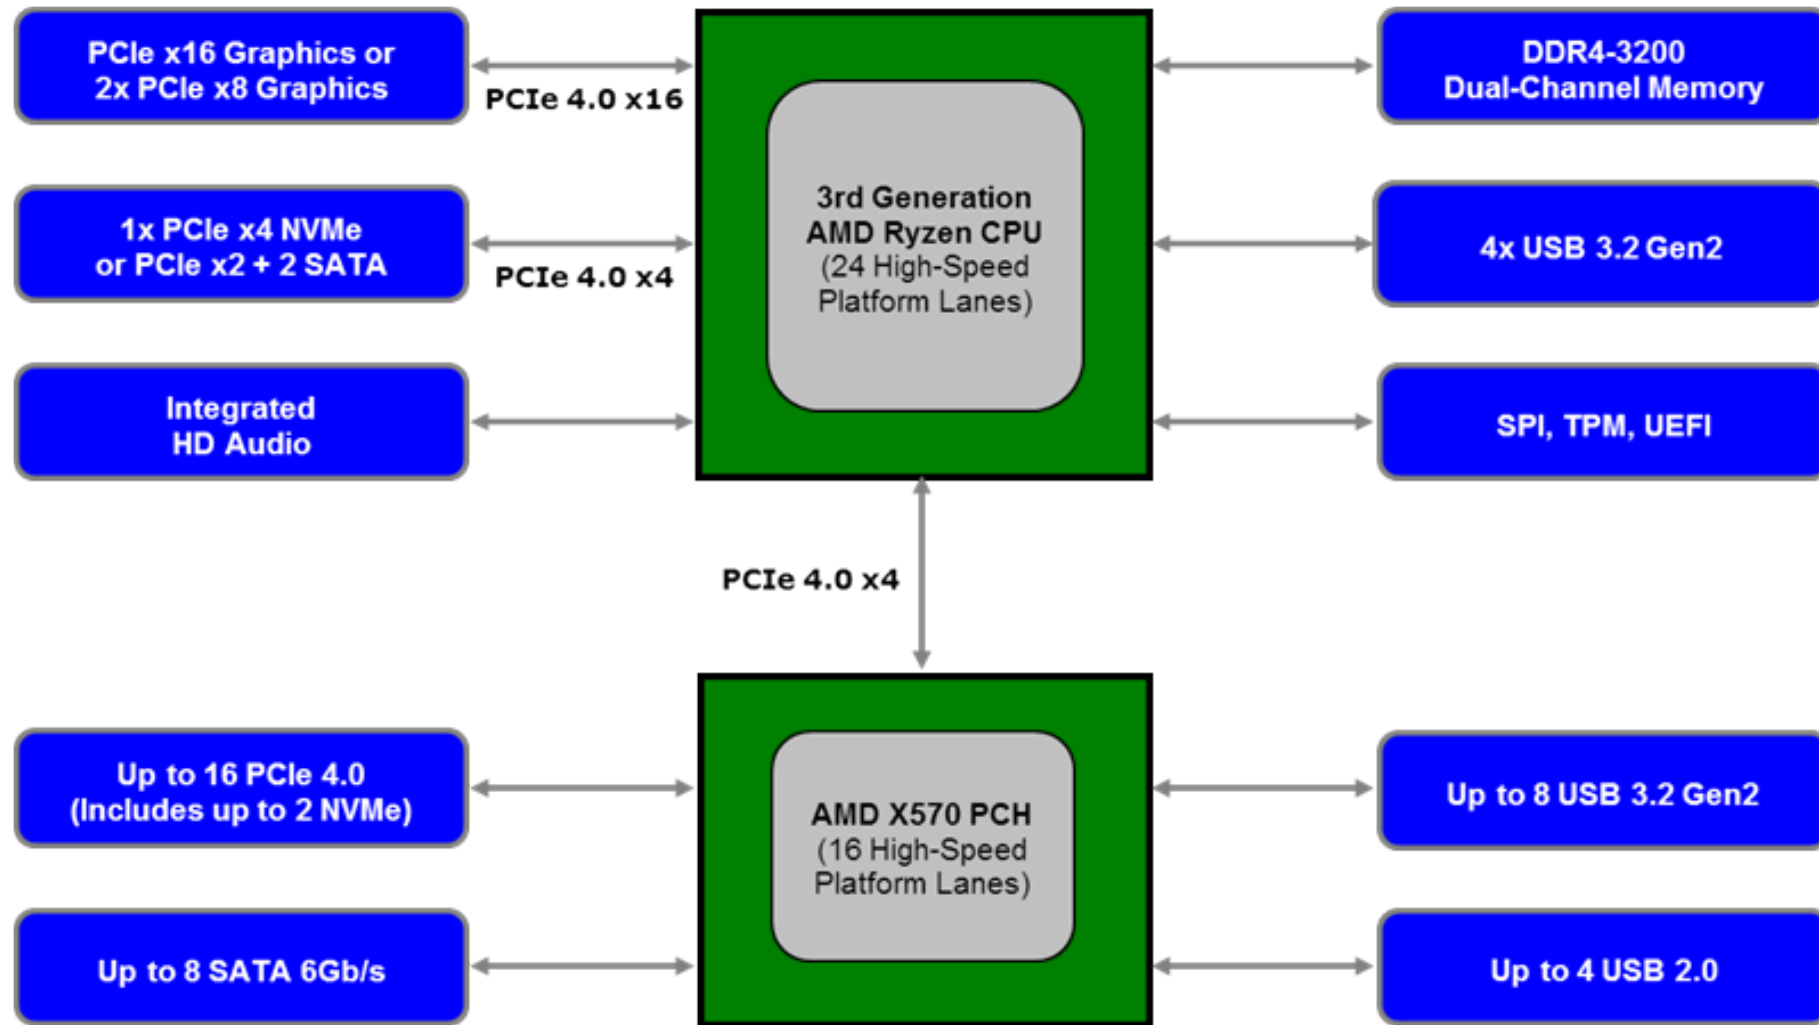 PCIe x16 Graphics or
2x PCIe x8 Graphics
PCIe 4.0 x16
DDR4-3200
Dual-Channel Memory
1x PCIe x4 NVMe
or PCIe x2 + 2 SATA
PCIe 4.0 x4
3rd Generation
AMD Ryzen CPU
(24 High-Speed
Platform Lanes)
4x USB 3.2 Gen2
Integrated
HD Audio
SPI, TPM, UEFI
PCIe 4.0 x4
Up to 16 PCIe 4.0
(Includes up to 2 NVMe)
AMD X570 PCH
(16 High-Speed
Platform Lanes)
Up to 8 USB 3.2 Gen2
Up to 8 SATA 6Gb/s
Up to 4 USB 2.0